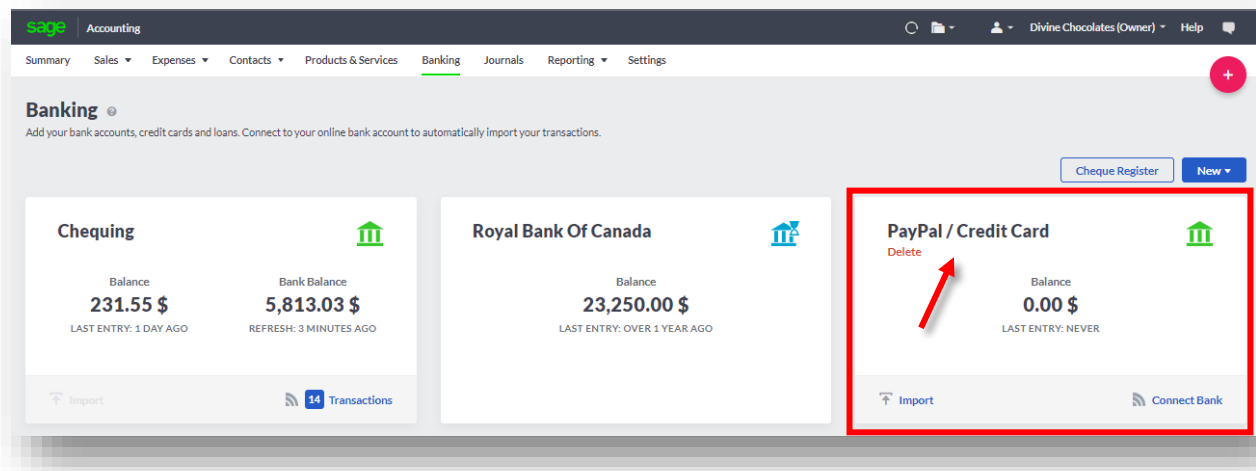 sage Accounting Divine Chocolates (Owner) Help
Summary Sales Expenses Contacts Products & Services Banking Journals Reporting Settings
+
Banking ?
Add your bank accounts, credit cards and loans. Connect to your online bank account to automatically import your transactions.
Cheque Register New
Chequing
Balance Bank Balance
231.55 $ 5,813.03 $
LAST ENTRY: 1 DAY AGO REFRESH: 3 MINUTES AGO
Import 14 Transactions
Royal Bank Of Canada
Balance
23,250.00 $
LAST ENTRY: OVER 1 YEAR AGO
PayPal / Credit Card
Delete
Balance
0.00 $
LAST ENTRY: NEVER
Import Connect Bank